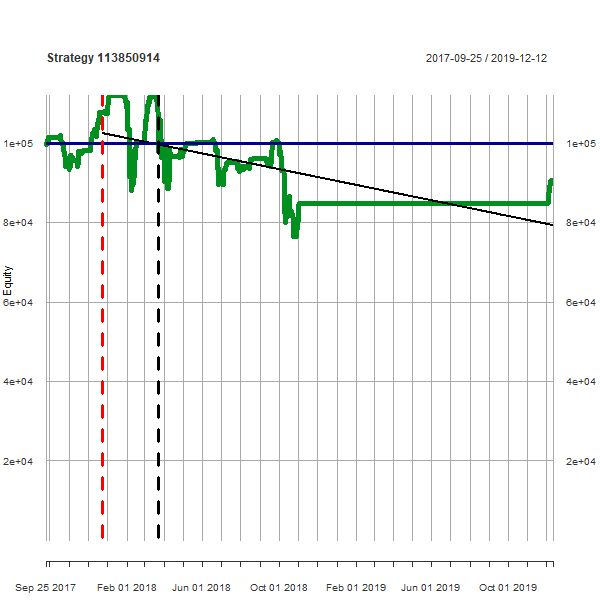 Strategy 113850914
2017-09-25 / 2019-12-12
1e+05
1e+05
8e+04
8e+04
Equity
6e+04
6e+04
4e+04
4e+04
2e+04
2e+04
Sep 25 2017
Feb 01 2018
Jun 01 2018
Oct 01 2018
Feb 01 2019
Jun 01 2019
Oct 01 2019